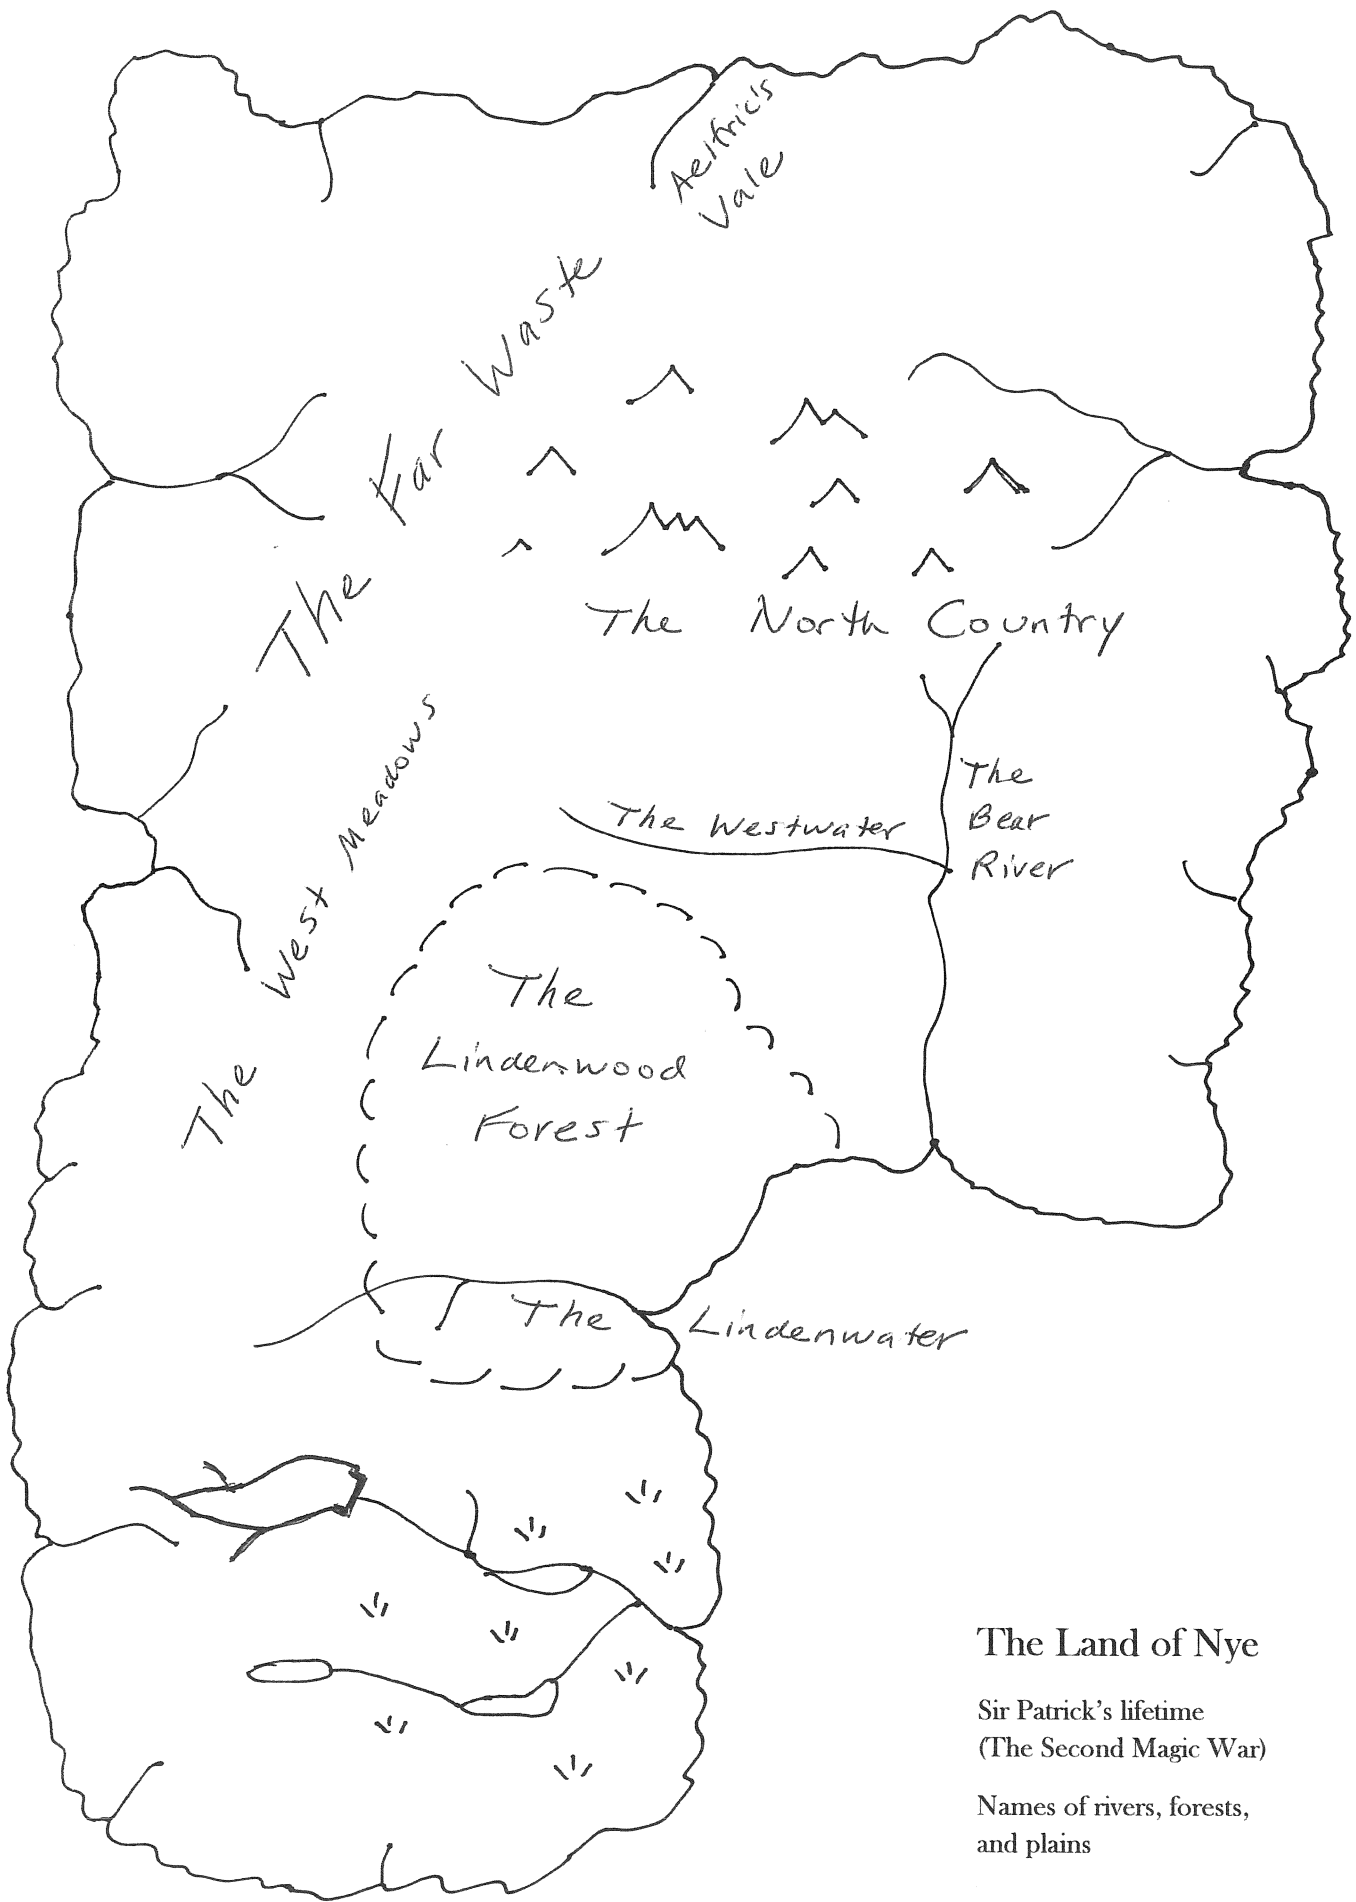 Aelfric's
Vale
The Far Waste
The North Country
The West Meadows
The Westwater
The
Bear
River
The
Lindenwood
Forest
The Lindenwater
The Land of Nye
Sir Patrick's lifetime
(The Second Magic War)
Names of rivers, forests,
and plains